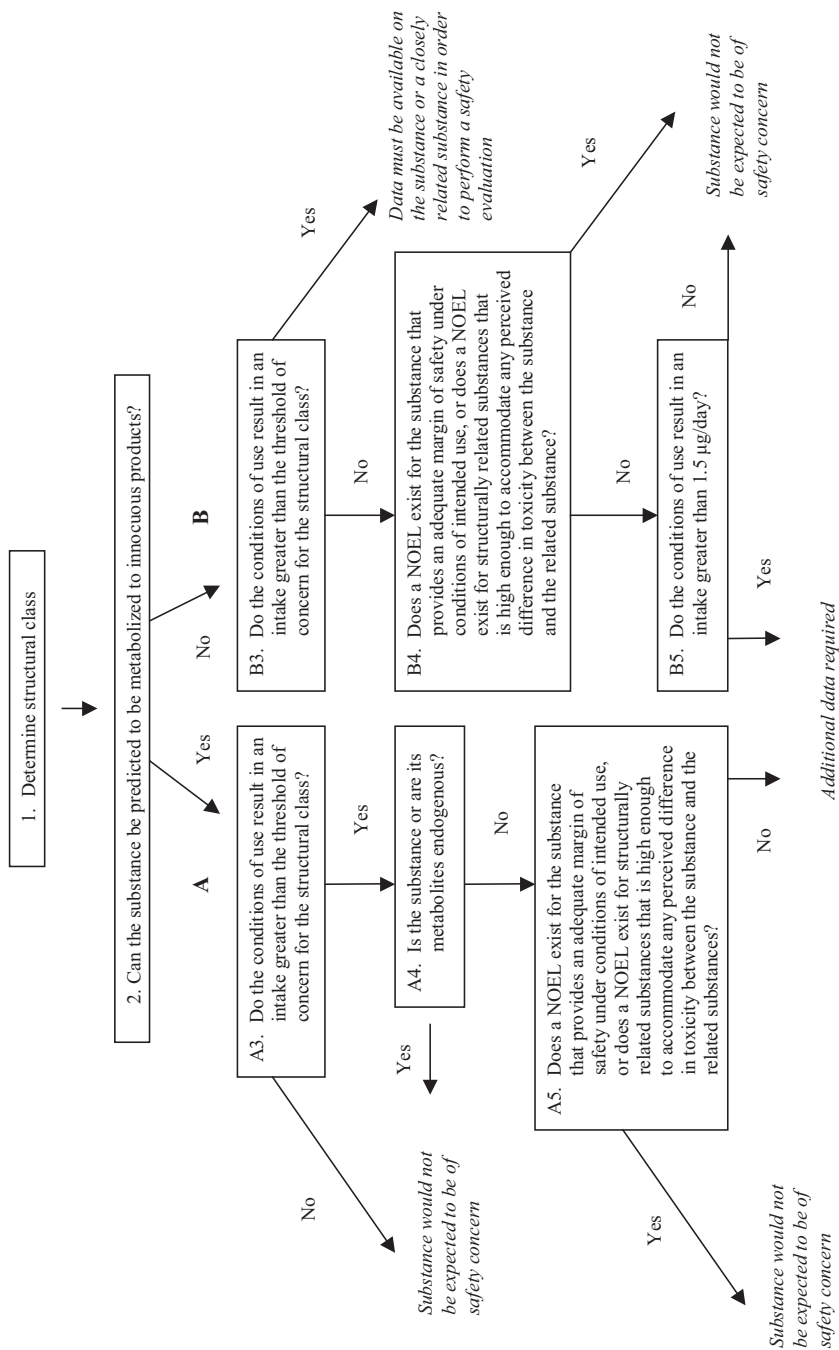 1. Determine structural class
2. Can the substance be predicted to be metabolized to innocuous products?
A
Yes
No
B
A3. Do the conditions of use result in an
intake greater than the threshold of
concern for the structural class?
No
Substance would not
be expected to be of
safety concern
Yes
A4. Is the substance or are its
metabolites endogenous?
Yes
No
A5. Does a NOEL exist for the substance
that provides an adequate margin of
safety under conditions of intended use,
or does a NOEL exist for structurally
related substances that is high enough
to accommodate any perceived difference
in toxicity between the substance and the
related substances?
Yes
Substance would not
be expected to be of
safety concern
No
Additional data required
B3. Do the conditions of use result in an
intake greater than the threshold of
concern for the structural class?
Yes
Data must be available on
the substance or a closely
related substance in order
to perform a safety
evaluation
No
B4. Does a NOEL exist for the substance that
provides an adequate margin of safety under
conditions of intended use, or does a NOEL
exist for structurally related substances that
is high enough to accommodate any perceived
difference in toxicity between the substance
and the related substance?
Yes
No
B5. Do the conditions of use result in an
intake greater than 1.5 μg/day?
No
Substance would not
be expected to be of
safety concern
Yes